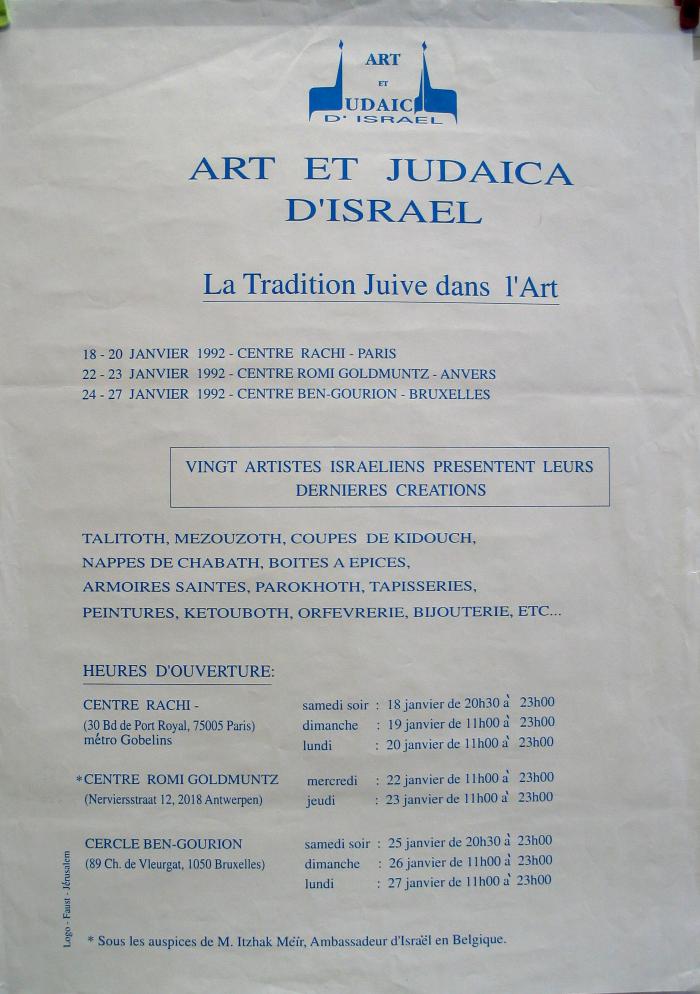 ART
ET
JUDAICA
D'ISRAEL
ART ET JUDAICA
D'ISRAEL
La Tradition Juive dans l'Art
18 - 20 JANVIER 1992 - CENTRE RACHI - PARIS
22 - 23 JANVIER 1992 - CENTRE ROMI GOLDMUNTZ - ANVERS
24 - 27 JANVIER 1992 - CENTRE BEN-GOURION - BRUXELLES
VINGT ARTISTES ISRAELIENS PRESENTENT LEURS
DERNIERES CREATIONS
TALITOTH, MEZOUZOTH, COUPES DE KIDOUCH,
NAPPES DE CHABATH, BOITES A EPICES,
ARMOIRES SAINTES, PAROKHOTH, TAPISSERIES,
PEINTURES, KETOUBOTH, ORFEVRERIE, BIJOUTERIE, ETC...
HEURES D'OUVERTURE:
CENTRE RACHI - samedi soir : 18 janvier de 20h30 à 23h00
(30 Bd de Port Royal, 75005 Paris) dimanche : 19 janvier de 11h00 à 23h00
métro Gobelins lundi : 20 janvier de 11h00 à 23h00
*CENTRE ROMI GOLDMUNTZ mercredi : 22 janvier de 11h00 à 23h00
(Nerviersstraat 12, 2018 Antwerpen) jeudi : 23 janvier de 11h00 à 23h00
CERCLE BEN-GOURION samedi soir : 25 janvier de 20h30 à 23h00
(89 Ch. de Vleurgat, 1050 Bruxelles) dimanche : 26 janvier de 11h00 à 23h00
lundi : 27 janvier de 11h00 à 23h00
Logo - Faust - Jérusalem
* Sous les auspices de M. Itzhak Méïr, Ambassadeur d'Israël en Belgique.